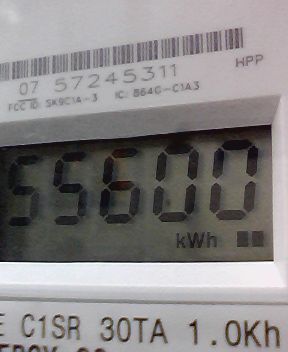 07 57245311
HPP
FCC ID: SK9C1A-3 IC: 864G-C1A3
55600
kWh
C1SR 30TA 1.0Kh